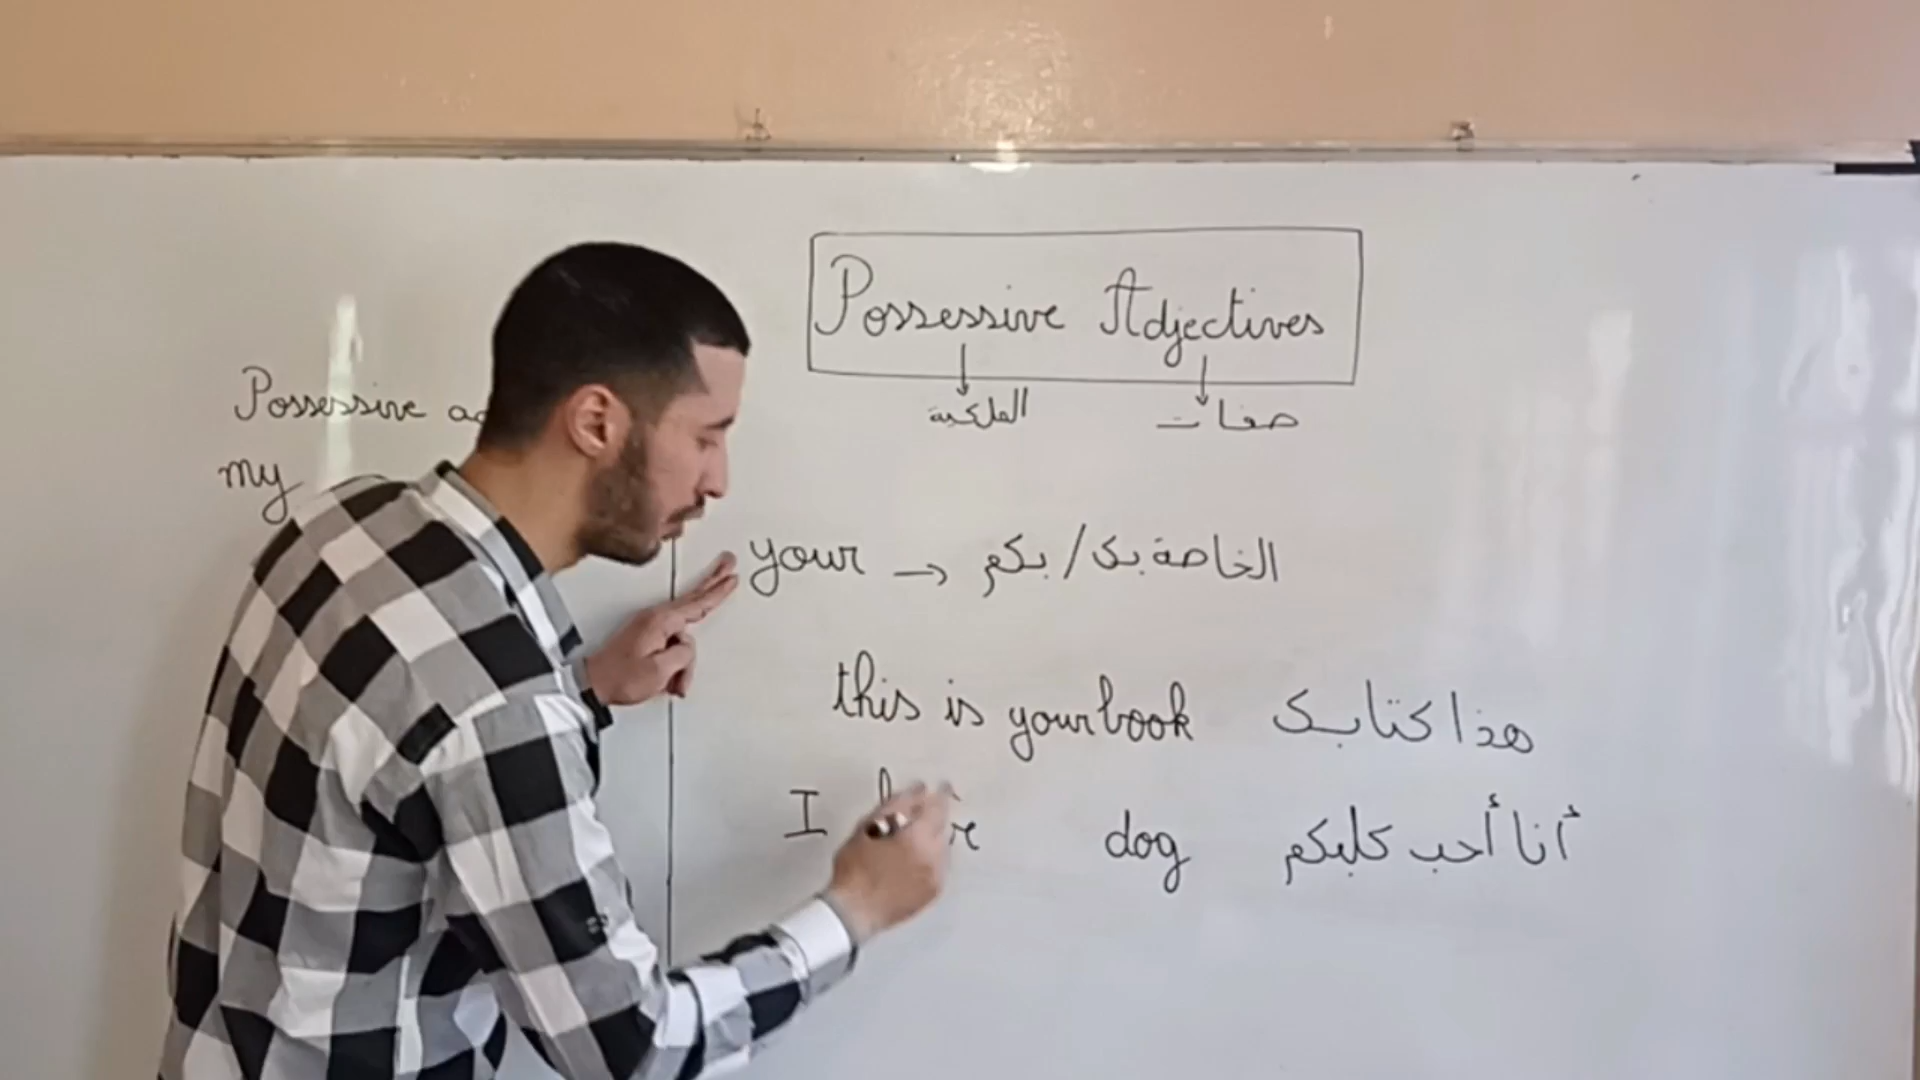 Possessive Adjectives
الملكية صفات
Possessive
my
your → الخاصة بك / بكم
this is your book هذا كتابك
I dog أنا أحب كلبكم